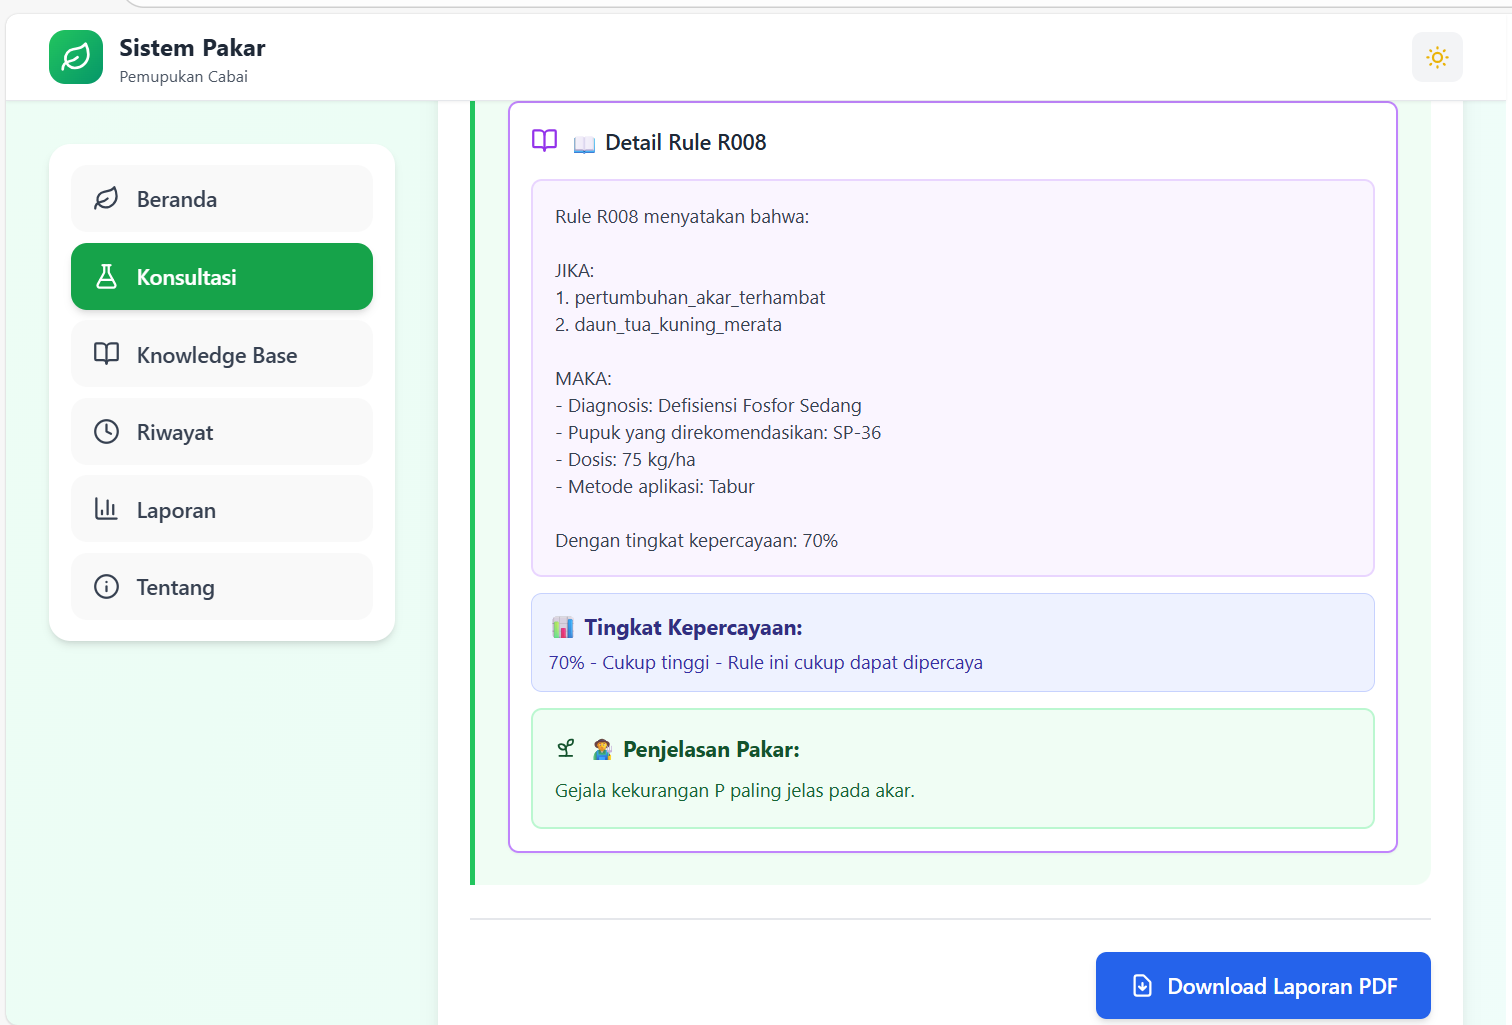 Sistem Pakar
Pemupukan Cabai
Beranda
Konsultasi
Knowledge Base
Riwayat
Laporan
Tentang
Detail Rule R008
Rule R008 menyatakan bahwa:
JIKA:
1. pertumbuhan_akar_terhambat
2. daun_tua_kuning_merata
MAKA:
- Diagnosis: Defisiensi Fosfor Sedang
- Pupuk yang direkomendasikan: SP-36
- Dosis: 75 kg/ha
- Metode aplikasi: Tabur
Dengan tingkat kepercayaan: 70%
Tingkat Kepercayaan:
70% - Cukup tinggi - Rule ini cukup dapat dipercaya
Penjelasan Pakar:
Gejala kekurangan P paling jelas pada akar.
Download Laporan PDF